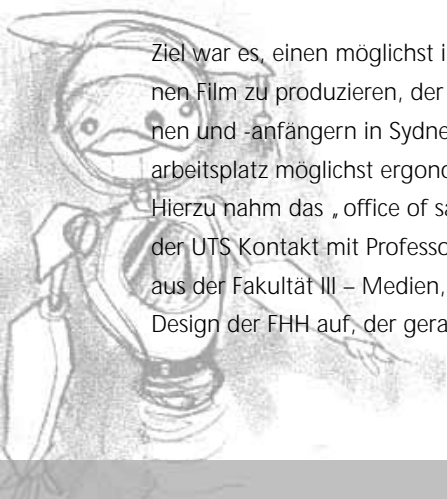 Ziel war es, einen möglichst i
nen Film zu produzieren, der
nen und -anfängern in Sydne
arbeitsplatz möglichst ergono
Hierzu nahm das „office of sa
der UTS Kontakt mit Professo
aus der Fakultät III – Medien,
Design der FHH auf, der gera